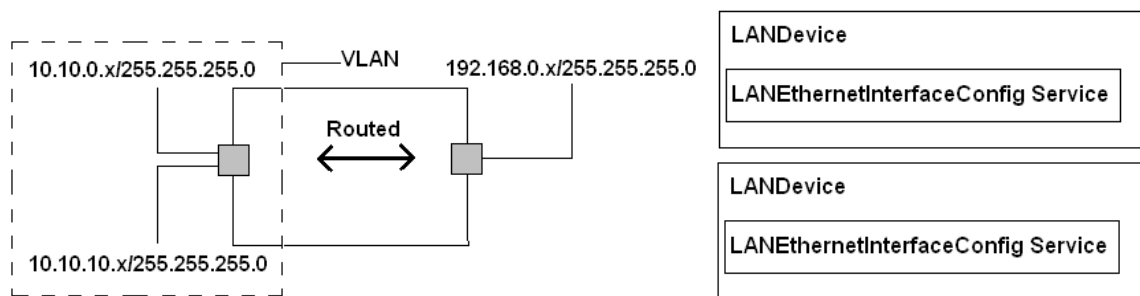 10.10.0.x/255.255.255.0
VLAN
192.168.0.x/255.255.255.0
Routed
10.10.10.x/255.255.255.0
LANDevice
LANEthernetInterfaceConfig Service
LANDevice
LANEthernetInterfaceConfig Service